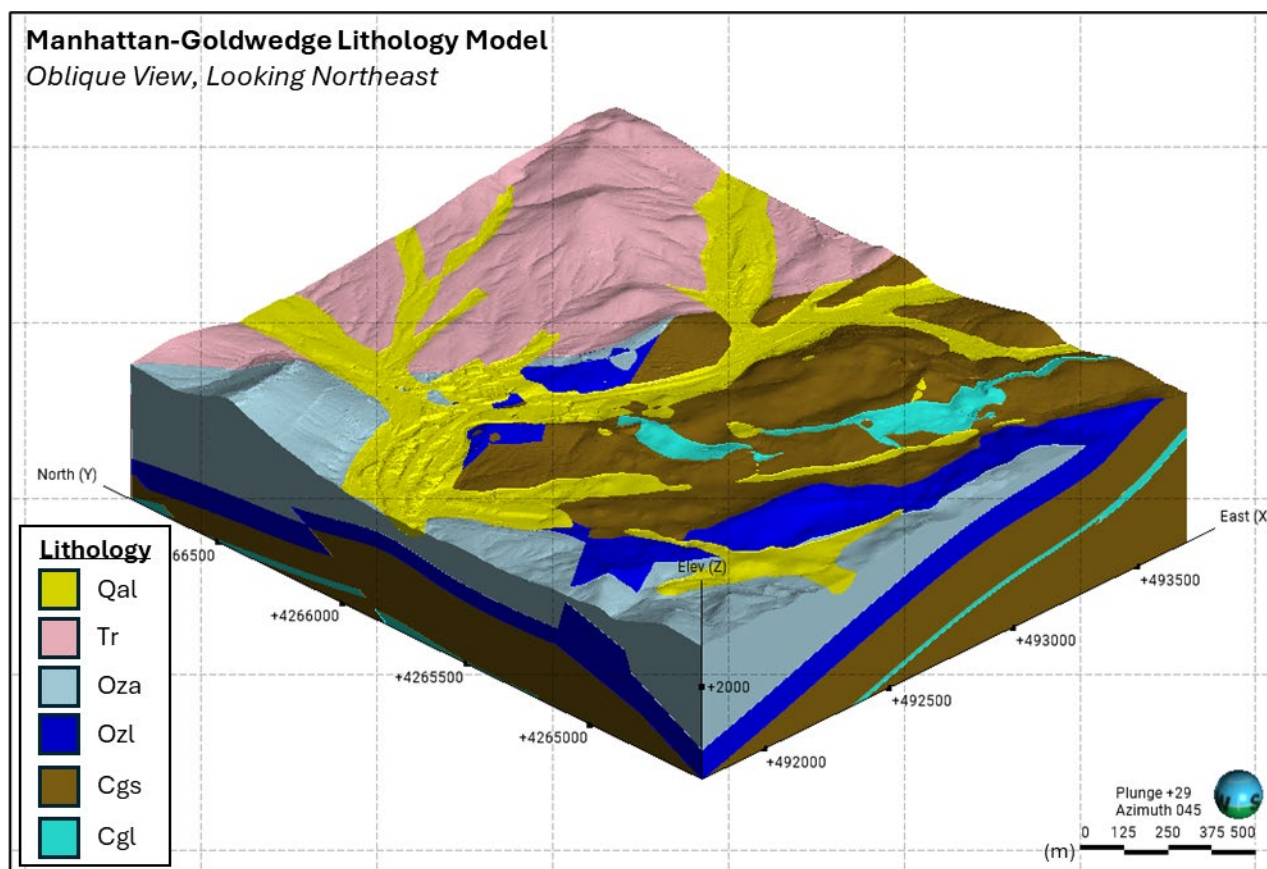 Manhattan-Goldwedge Lithology Model
Oblique View, Looking Northeast
North (Y)
66500
+4266000
+4265500
+4265000
Elev (Z)
+2000
East (X
+493500
+493000
+492500
+492000
Lithology
Qal
Tr
Oza
Ozl
Cgs
Cgl
Plunge +29
Azimuth 045
W S
(m) 0 125 250 375 500